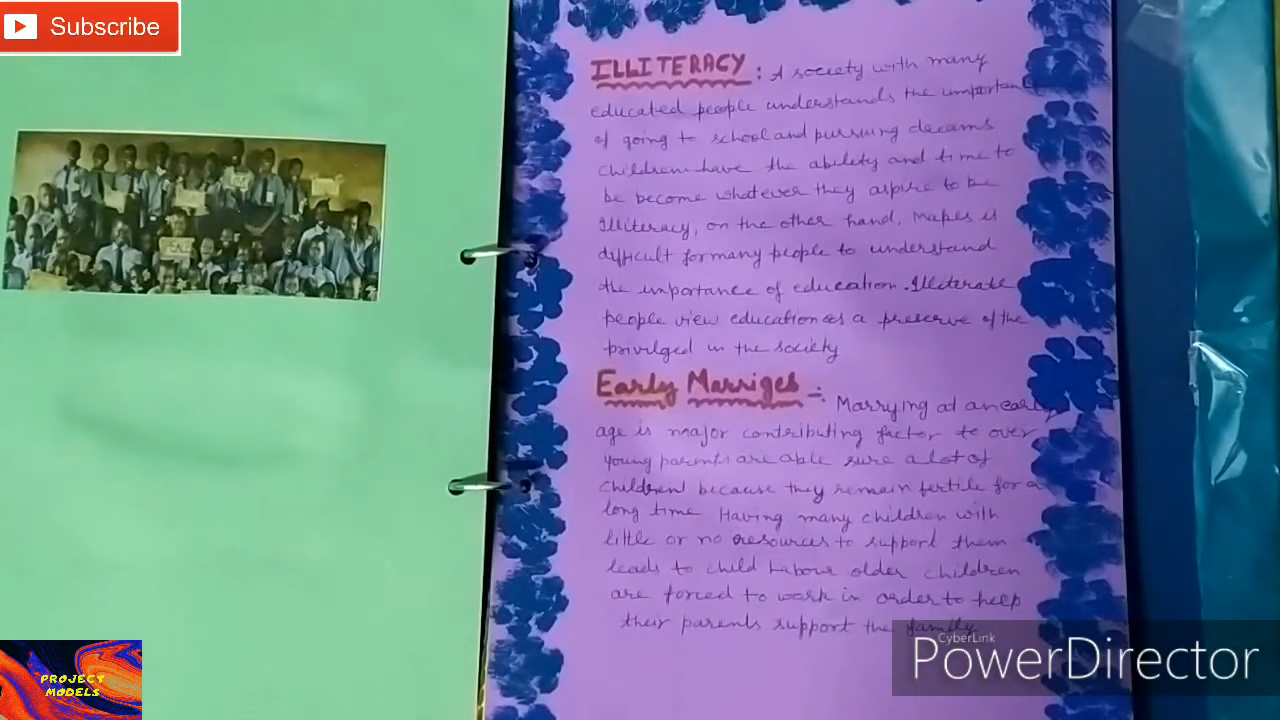 Subscribe
PEACE
ILLITERACY : A society with many
educated people understands the importan
of going to school and pursuing dreams
children have the ability and time to
be become whatever they aspire to be
Illiteracy, on the other hand. Makes it
difficult for many people to understand
the importance of education. Illiterate
people view education as a preserve of the
privilged in the society
Early Marriges :- Marrying at an early
age is major contributing factor to over
young parents are able sure a lot of
children because they remain fertile for a
long time Having many children with
little or no resources to support them
leads to child Labour older children
are forced to work in order to help
their parents support the family
PROJECT
MODELS
CyberLink
PowerDirector